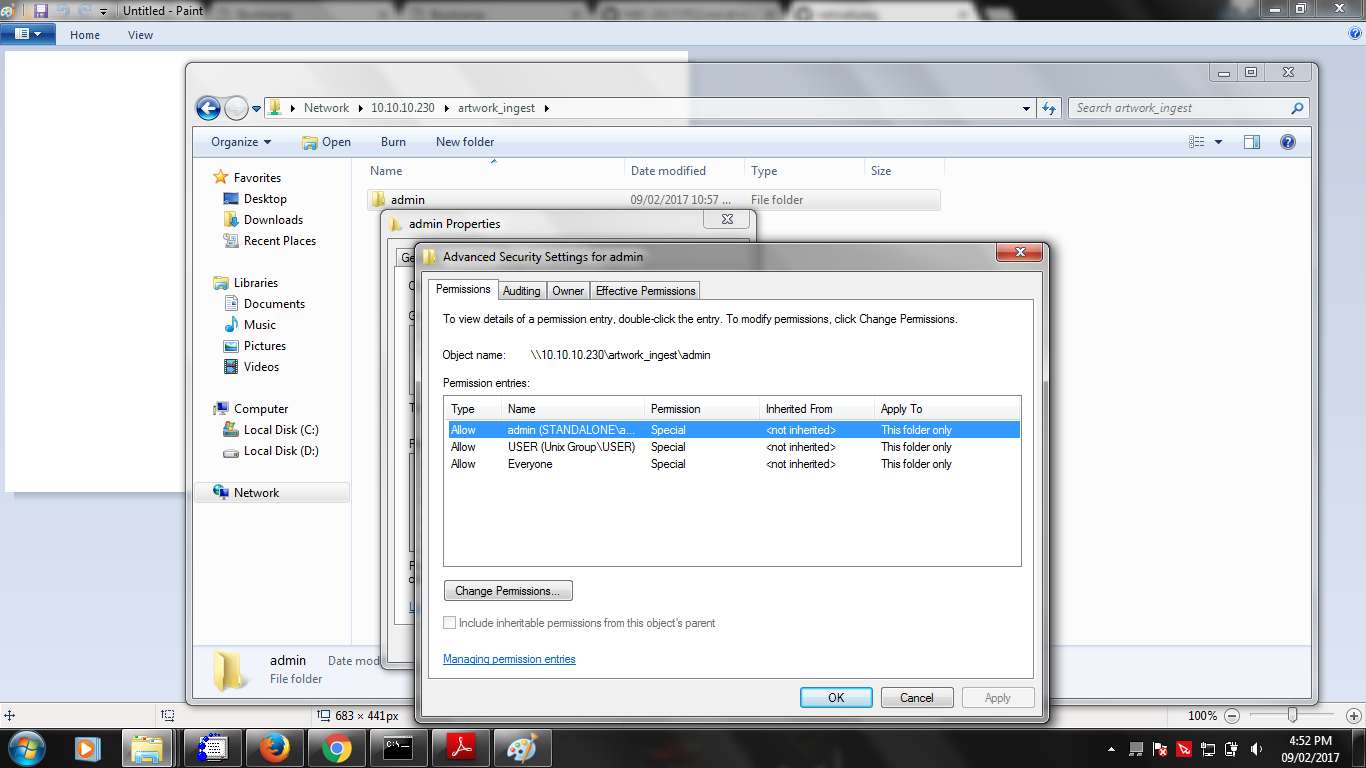 Untitled - Paint
Home View
Network 10.10.10.230 artwork_ingest
Search artwork_ingest
Organize Open Burn New folder
Name Date modified Type Size
admin 09/02/2017 10:57 ... File folder
Favorites
Desktop
Downloads
Recent Places
Libraries
Documents
Music
Pictures
Videos
Computer
Local Disk (C:)
Local Disk (D:)
Network
admin Properties
Ge
Advanced Security Settings for admin
Permissions Auditing Owner Effective Permissions
To view details of a permission entry, double-click the entry. To modify permissions, click Change Permissions.
Object name: \\10.10.10.230\artwork_ingest\admin
Permission entries:
Type Name Permission Inherited From Apply To
Allow admin (STANDALONE\a... Special <not inherited> This folder only
Allow USER (Unix Group\USER) Special <not inherited> This folder only
Allow Everyone Special <not inherited> This folder only
Change Permissions...
Include inheritable permissions from this object's parent
Managing permission entries
OK Cancel Apply
admin Date mod
File folder
683 × 441px
100%
C:\_
4:52 PM
09/02/2017